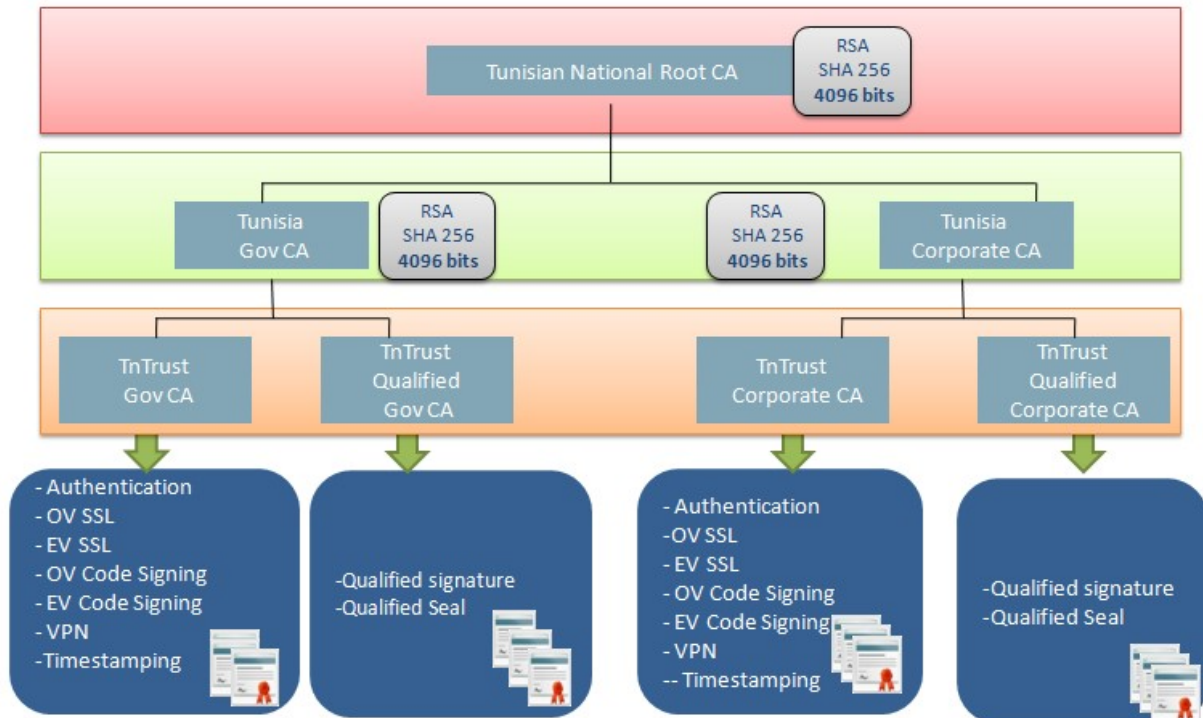 Tunisian National Root CA
RSA
SHA 256
4096 bits
Tunisia
Gov CA
RSA
SHA 256
4096 bits
RSA
SHA 256
4096 bits
Tunisia
Corporate CA
TnTrust
Gov CA
TnTrust
Qualified
Gov CA
TnTrust
Corporate CA
TnTrust
Qualified
Corporate CA
- Authentication
- OV SSL
- EV SSL
- OV Code Signing
- EV Code Signing
- VPN
-Timestamping
-Qualified signature
-Qualified Seal
- Authentication
-OV SSL
- EV SSL
- OV Code Signing
- EV Code Signing
- VPN
-- Timestamping
-Qualified signature
-Qualified Seal